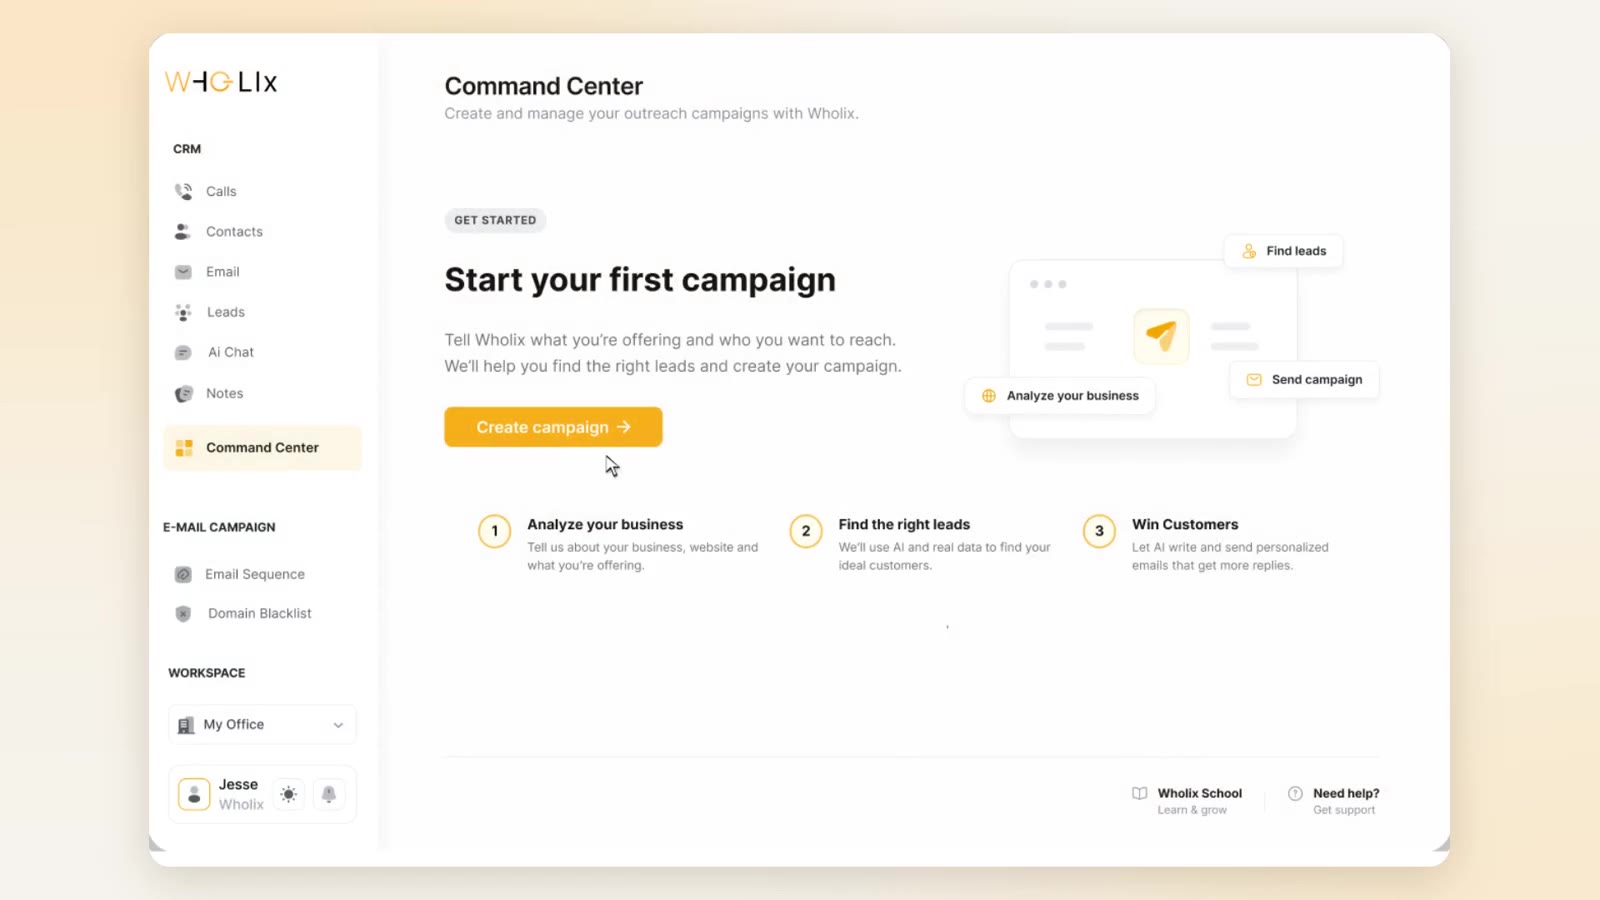 WHOLIX
CRM
Calls
Contacts
Email
Leads
Ai Chat
Notes
Command Center
E-MAIL CAMPAIGN
Email Sequence
Domain Blacklist
WORKSPACE
My Office
Jesse
Wholix
Command Center
Create and manage your outreach campaigns with Wholix.
GET STARTED
Start your first campaign
Tell Wholix what you're offering and who you want to reach.
We'll help you find the right leads and create your campaign.
Create campaign →
Find leads
Send campaign
Analyze your business
1
Analyze your business
Tell us about your business, website and
what you're offering.
2
Find the right leads
We'll use AI and real data to find your
ideal customers.
3
Win Customers
Let AI write and send personalized
emails that get more replies.
Wholix School
Learn & grow
Need help?
Get support